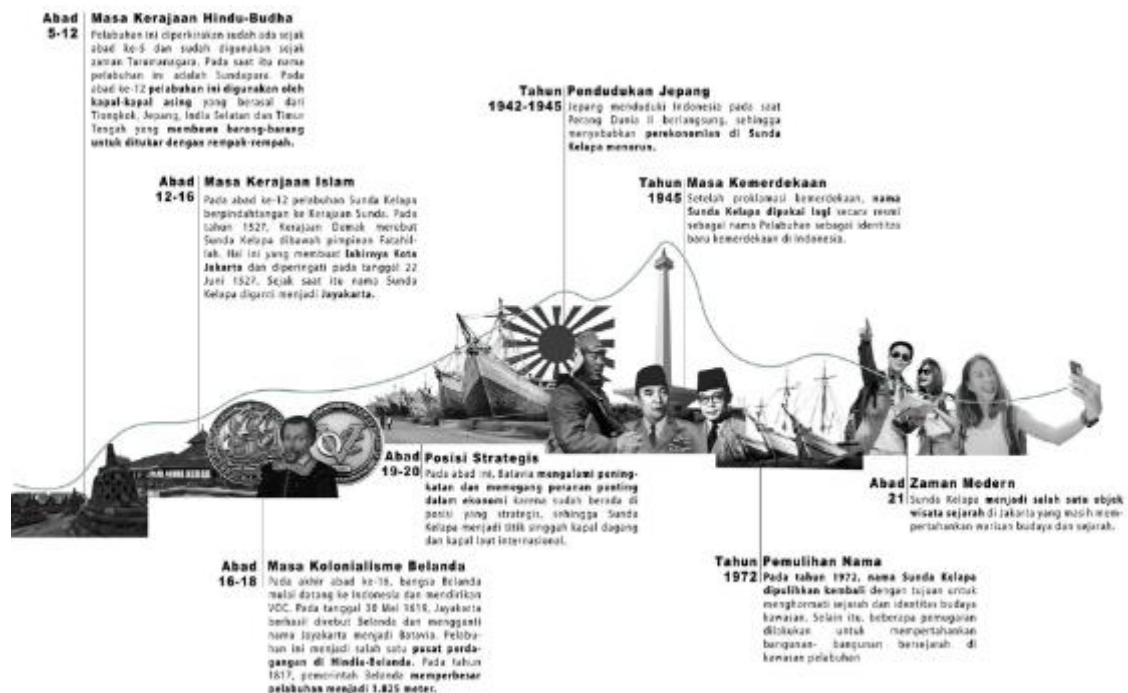 Abad 5-12
Masa Kerajaan Hindu-Budha
Pelabuhan ini diperkirakan sudah ada sejak
abad ke-5 dan sudah digunakan sejak
zaman Tarumanagara. Pada saat itu nama
pelabuhan ini adalah Sundapura. Pada
abad ke-12 pelabuhan ini digunakan oleh
kapal-kapal asing yang berasal dari
Tiongkok, Jepang, India Selatan dan Timur
Tengah yang membawa barang-barang
untuk ditukar dengan rempah-rempah.
Tahun 1942-1945
Pendudukan Jepang
Jepang menduduki Indonesia pada saat
Perang Dunia II berlangsung, sehingga
menyebabkan perekonomian di Sunda
Kelapa menurun.
Abad 12-16
Masa Kerajaan Islam
Pada abad ke-12 pelabuhan Sunda Kelapa
berpindahtangan ke Kerajaan Sunda. Pada
tahun 1527, Kerajaan Demak merebut
Sunda Kelapa dibawah pimpinan Fatahil-
lah. Hal ini yang membuat lahirnya Kota
Jakarta dan diperingati pada tanggal 22
Juni 1527. Sejak saat itu nama Sunda
Kelapa diganti menjadi Jayakarta.
Tahun 1945
Masa Kemerdekaan
Setelah proklamasi kemerdekaan, nama
Sunda Kelapa dipakai lagi secara resmi
sebagai nama Pelabuhan sebagai identitas
baru kemerdekaan di Indonesia.
Abad 19-20
Posisi Strategis
Pada abad ini, Batavia mengalami pening-
katan dan memegang peranan penting
dalam ekonomi karena sudah berada di
posisi yang strategis, sehingga Sunda
Kelapa menjadi titik singgah kapal dagang
dan kapal laut internasional.
Abad 21
Zaman Modern
Sunda Kelapa menjadi salah satu objek
wisata sejarah di Jakarta yang masih mem-
pertahankan warisan budaya dan sejarah.
Abad 16-18
Masa Kolonialisme Belanda
Pada akhir abad ke-16, bangsa Belanda
mulai datang ke Indonesia dan mendirikan
VOC. Pada tanggal 30 Mei 1619, Jayakarta
berhasil direbut Belanda dan mengganti
nama Jayakarta menjadi Batavia. Pelabu-
han ini menjadi salah satu pusat perda-
gangan di Hindia-Belanda. Pada tahun
1817, pemerintah Belanda memperbesar
pelabuhan menjadi 1.825 meter.
Tahun 1972
Pemulihan Nama
Pada tahun 1972, nama Sunda Kelapa
dipulihkan kembali dengan tujuan untuk
menghormati sejarah dan identitas budaya
kawasan. Selain itu, beberapa pemugaran
dilakukan untuk mempertahankan
bangunan- bangunan bersejarah di
kawasan pelabuhan